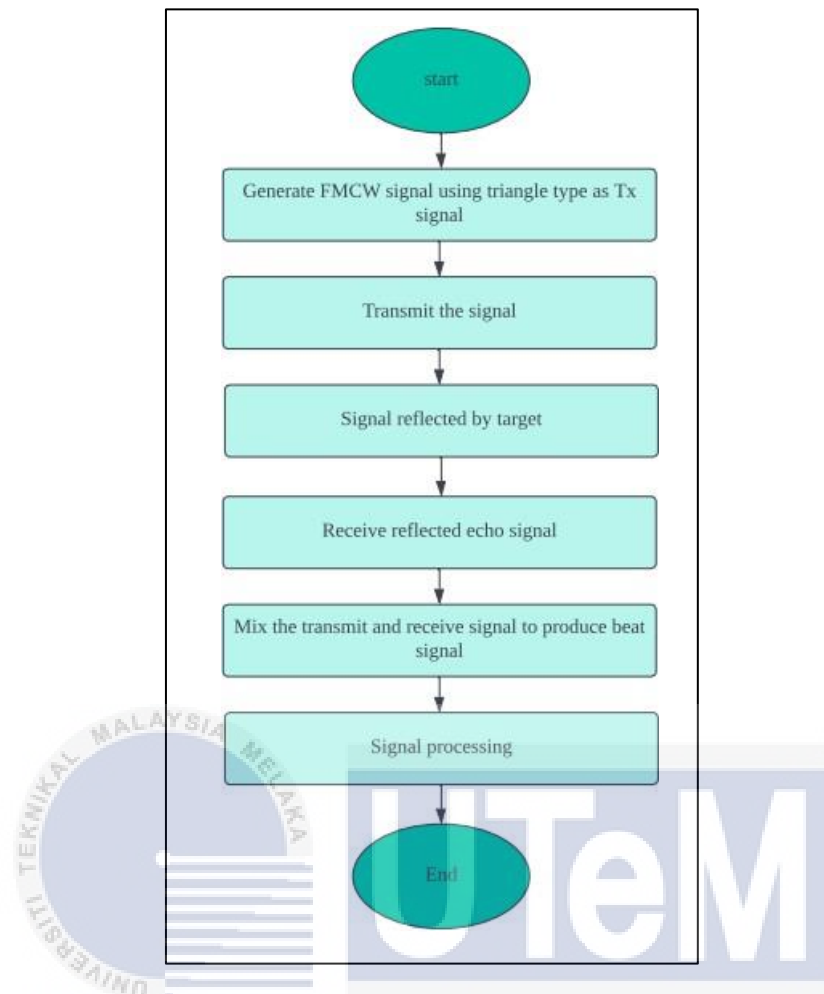 start
Generate FMCW signal using triangle type as Tx
signal
Transmit the signal
Signal reflected by target
Receive reflected echo signal
Mix the transmit and receive signal to produce beat
signal
Signal processing
End
UNIVERSITI TEKNIKAL MALAYSIA MELAKA
UTeM